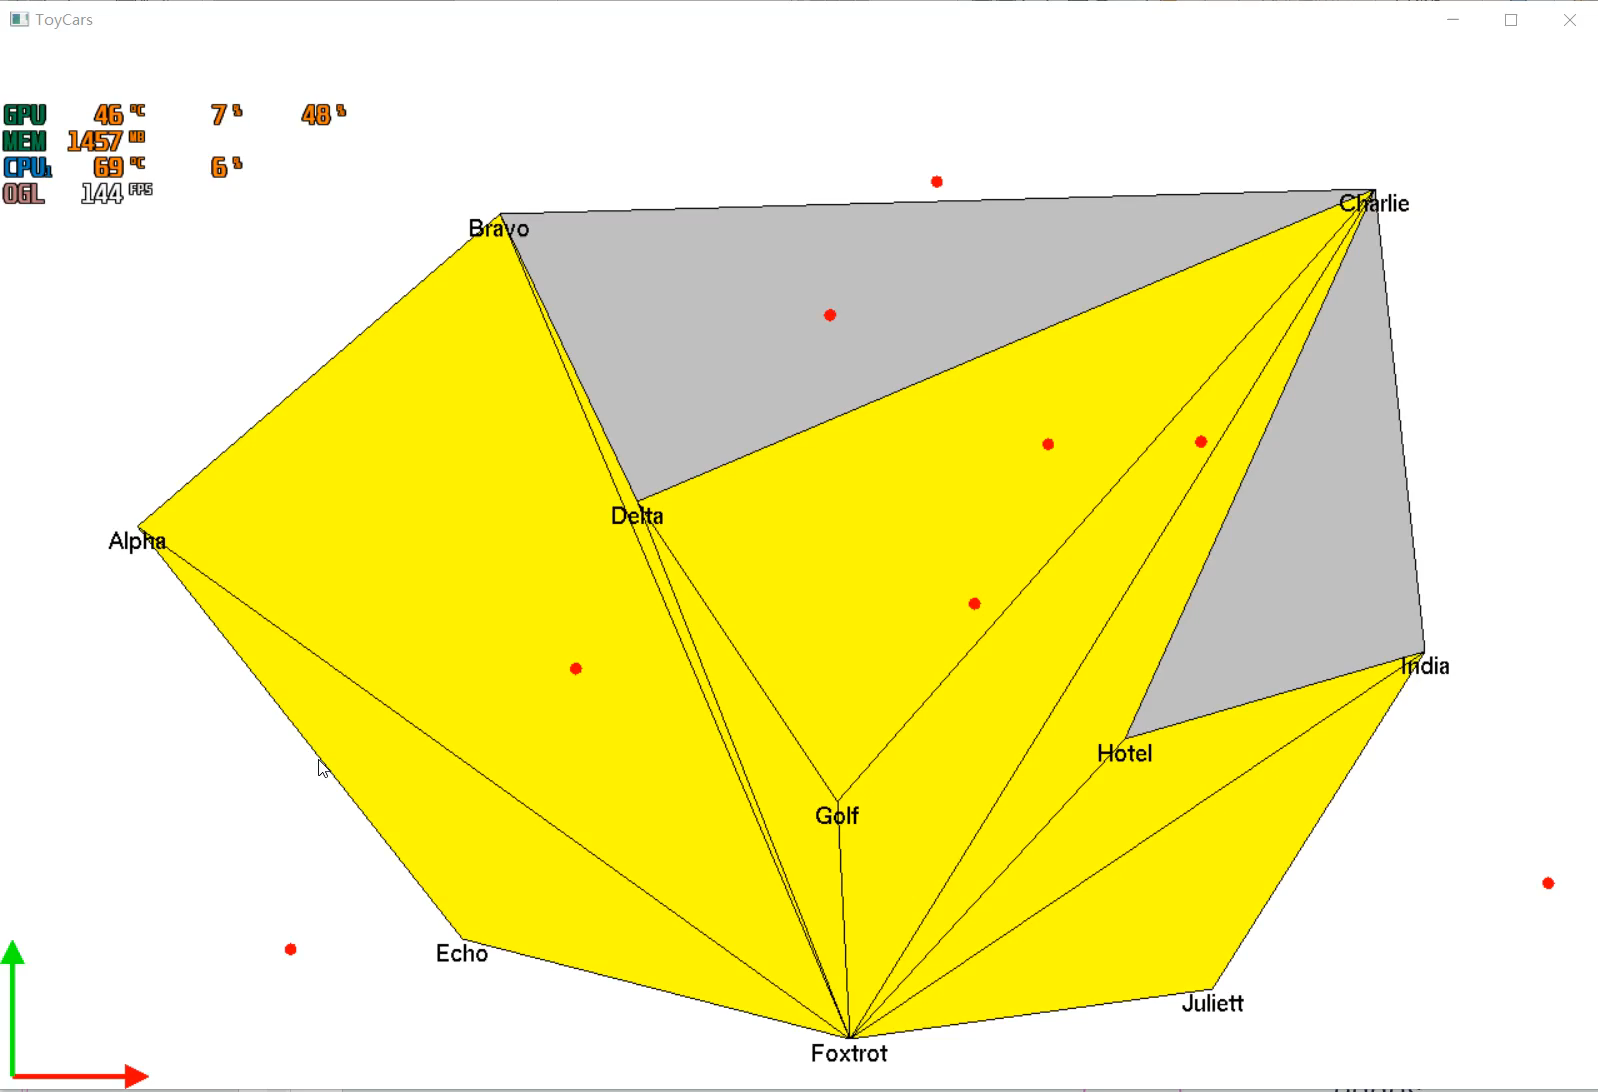 ToyCars
GPU 46 °C 7 % 48 %
MEM 1457 MB
CPU1 69 °C 6 %
OGL 144 FPS
Charlie
Bravo
Delta
Alpha
India
Hotel
Golf
Echo
Juliett
Foxtrot